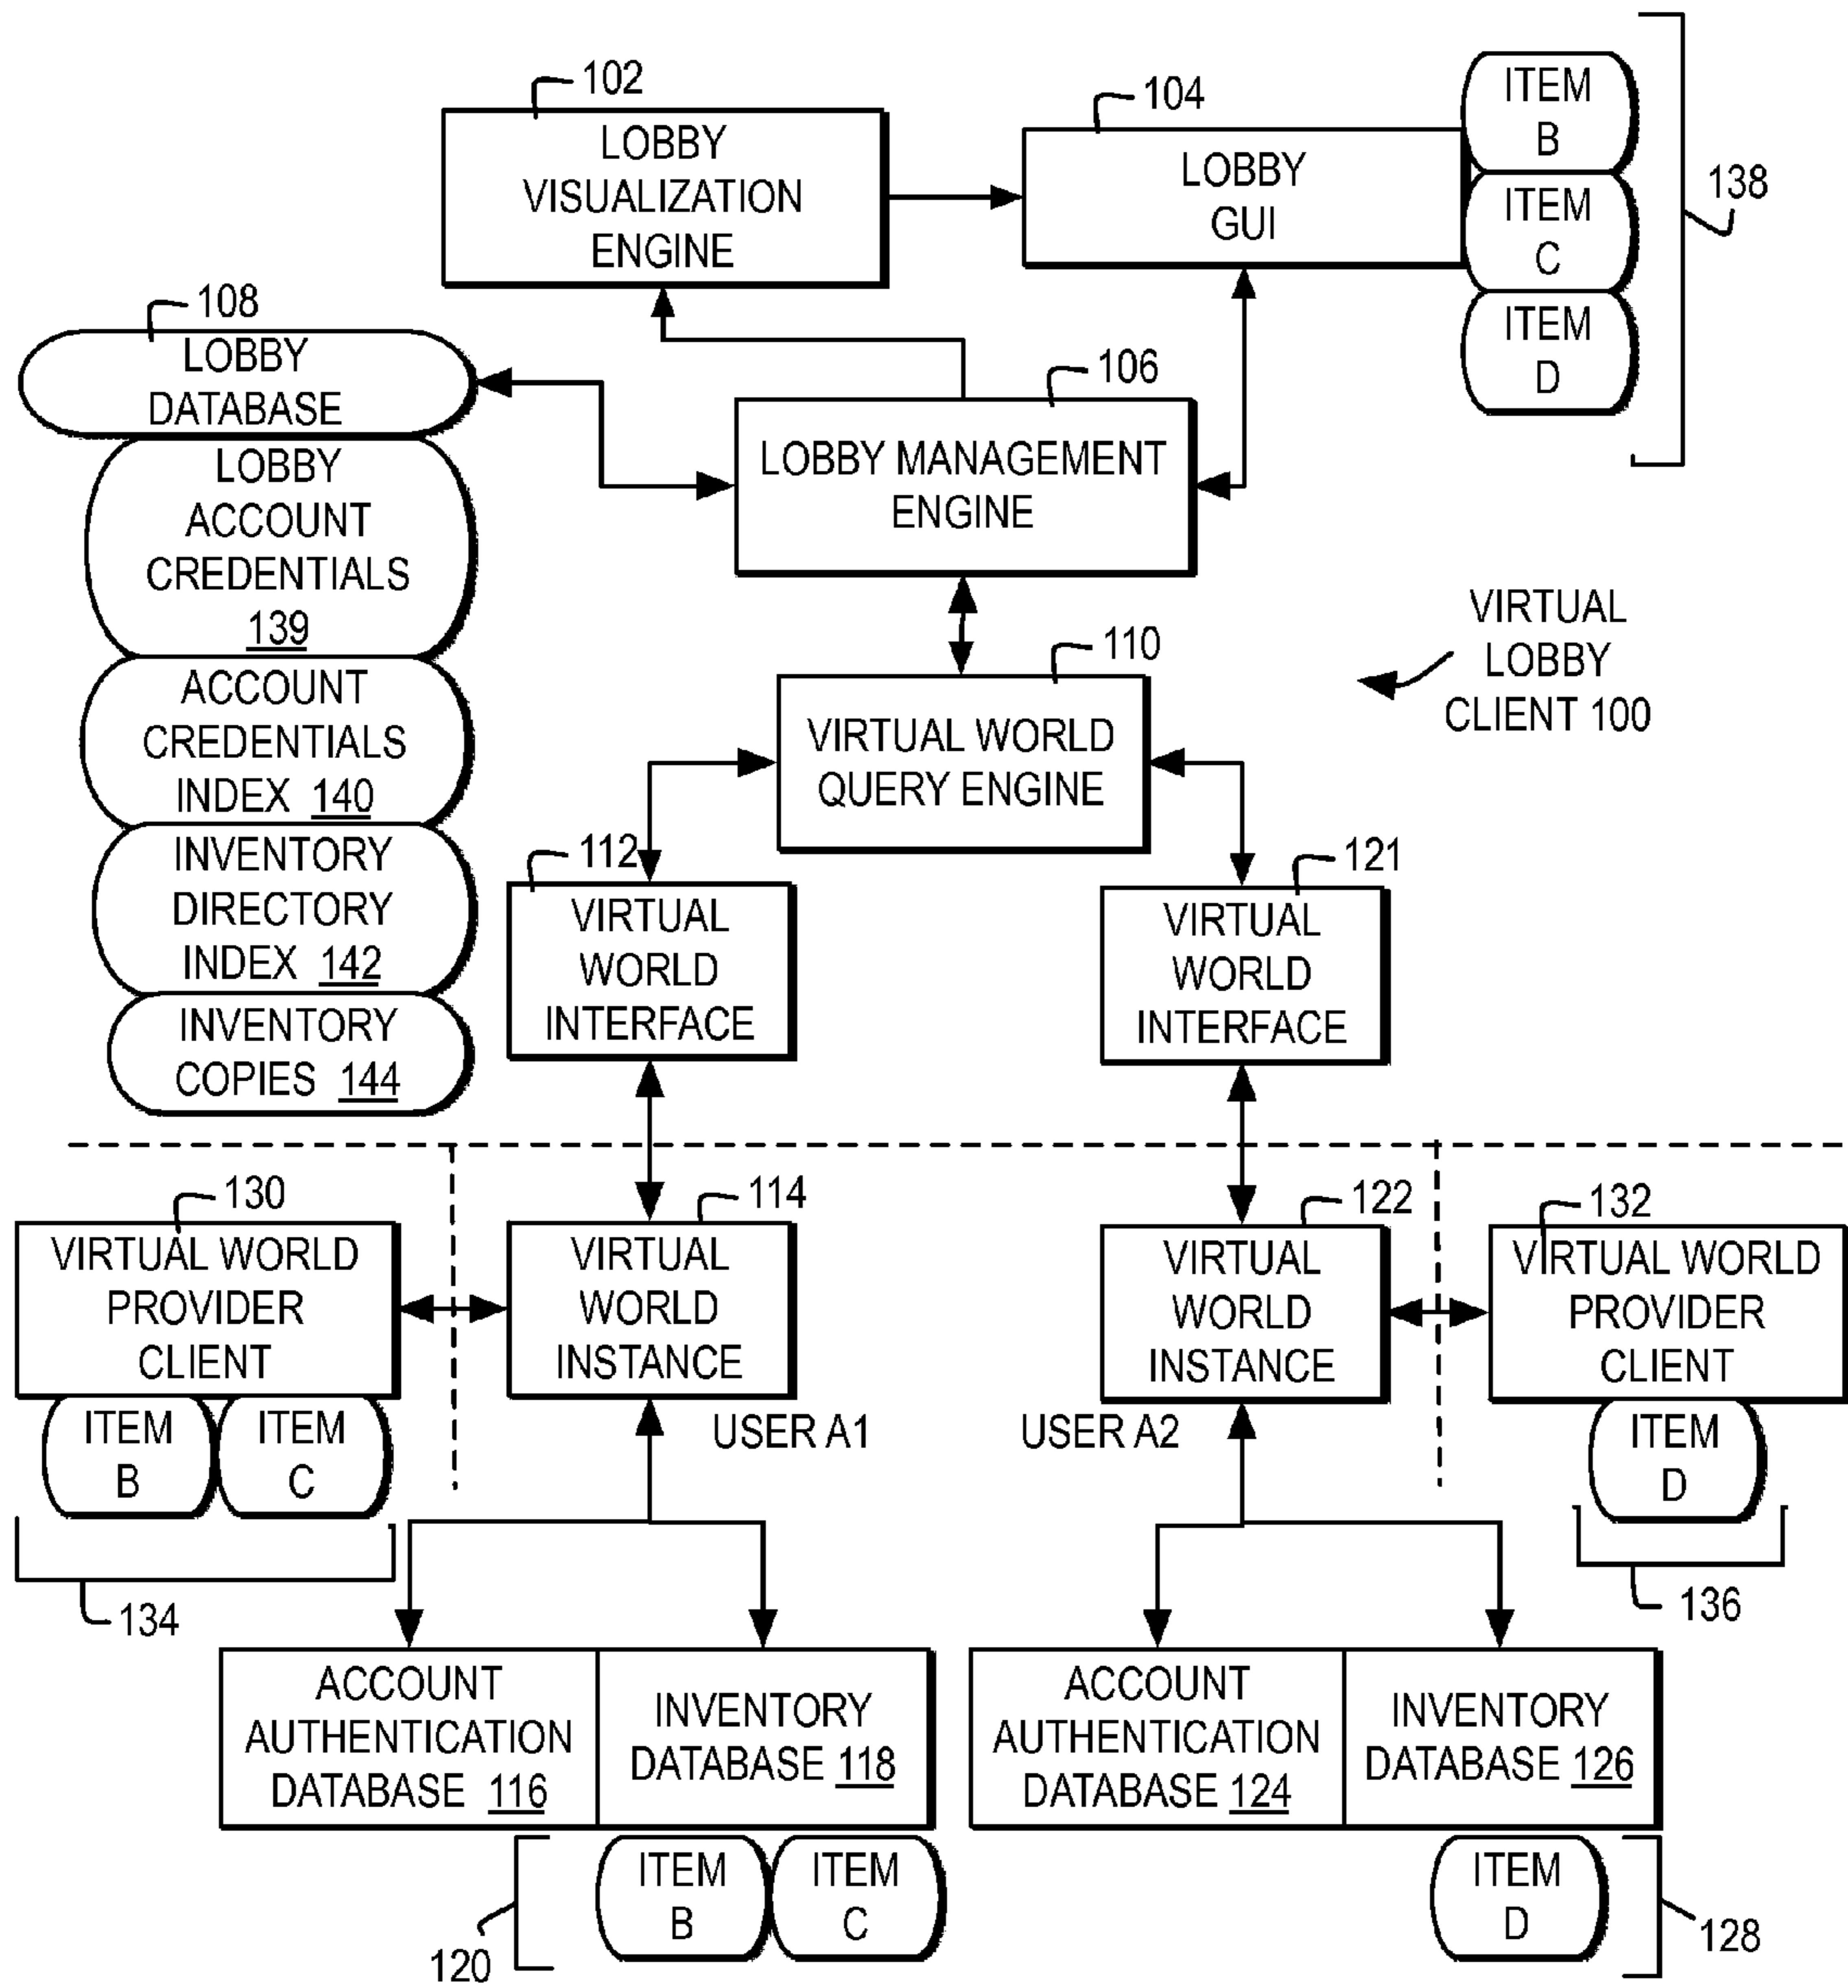 102
LOBBY
VISUALIZATION
ENGINE
104
LOBBY
GUI
ITEM
B
ITEM
C
ITEM
D
138
108
LOBBY
DATABASE
LOBBY
ACCOUNT
CREDENTIALS
139
ACCOUNT
CREDENTIALS
INDEX 140
INVENTORY
DIRECTORY
INDEX 142
INVENTORY
COPIES 144
106
LOBBY MANAGEMENT
ENGINE
VIRTUAL
LOBBY
CLIENT 100
110
VIRTUAL WORLD
QUERY ENGINE
112
VIRTUAL
WORLD
INTERFACE
121
VIRTUAL
WORLD
INTERFACE
130
VIRTUAL WORLD
PROVIDER
CLIENT
ITEM
B
ITEM
C
134
114
VIRTUAL
WORLD
INSTANCE
USER A1
122
VIRTUAL
WORLD
INSTANCE
USER A2
132
VIRTUAL WORLD
PROVIDER
CLIENT
ITEM
D
136
ACCOUNT
AUTHENTICATION
DATABASE 116
INVENTORY
DATABASE 118
ITEM
B
ITEM
C
120
ACCOUNT
AUTHENTICATION
DATABASE 124
INVENTORY
DATABASE 126
ITEM
D
128